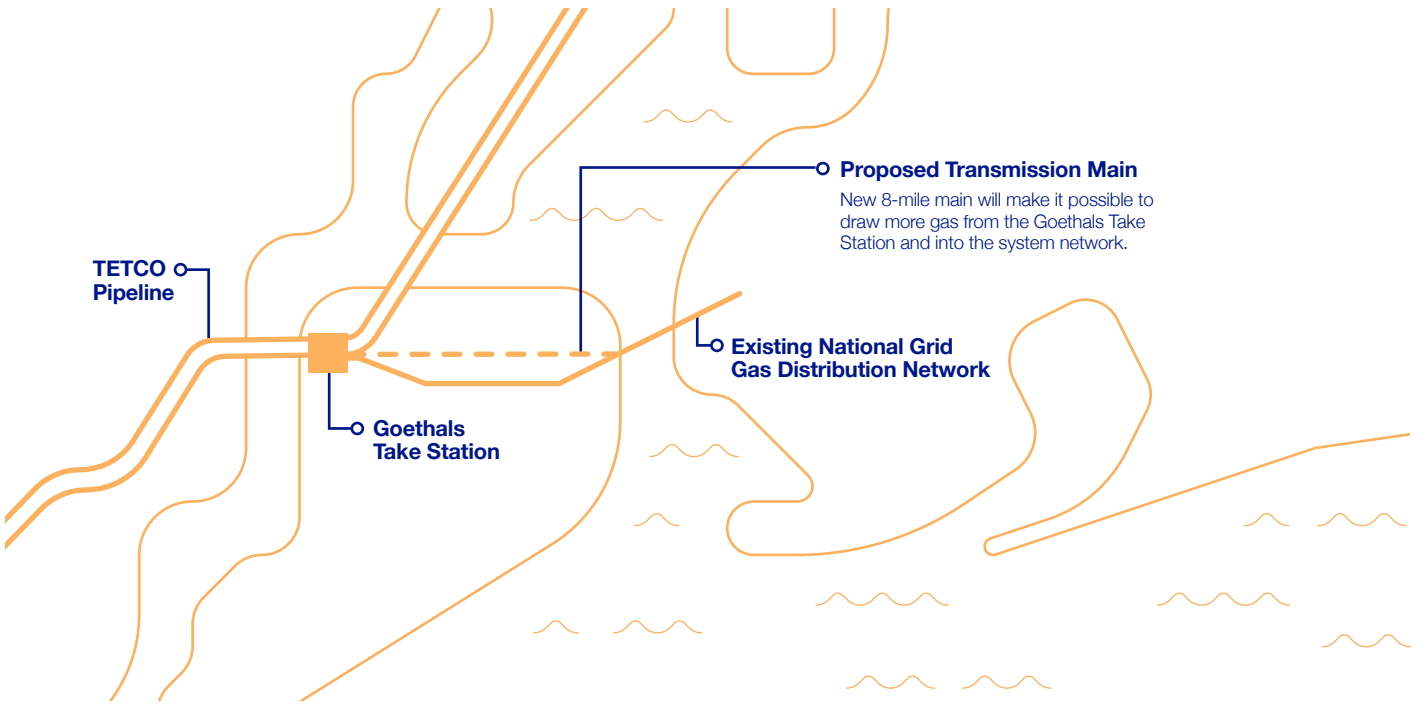 Proposed Transmission Main
New 8-mile main will make it possible to
draw more gas from the Goethals Take
Station and into the system network.
TETCO
Pipeline
Existing National Grid
Gas Distribution Network
Goethals
Take Station